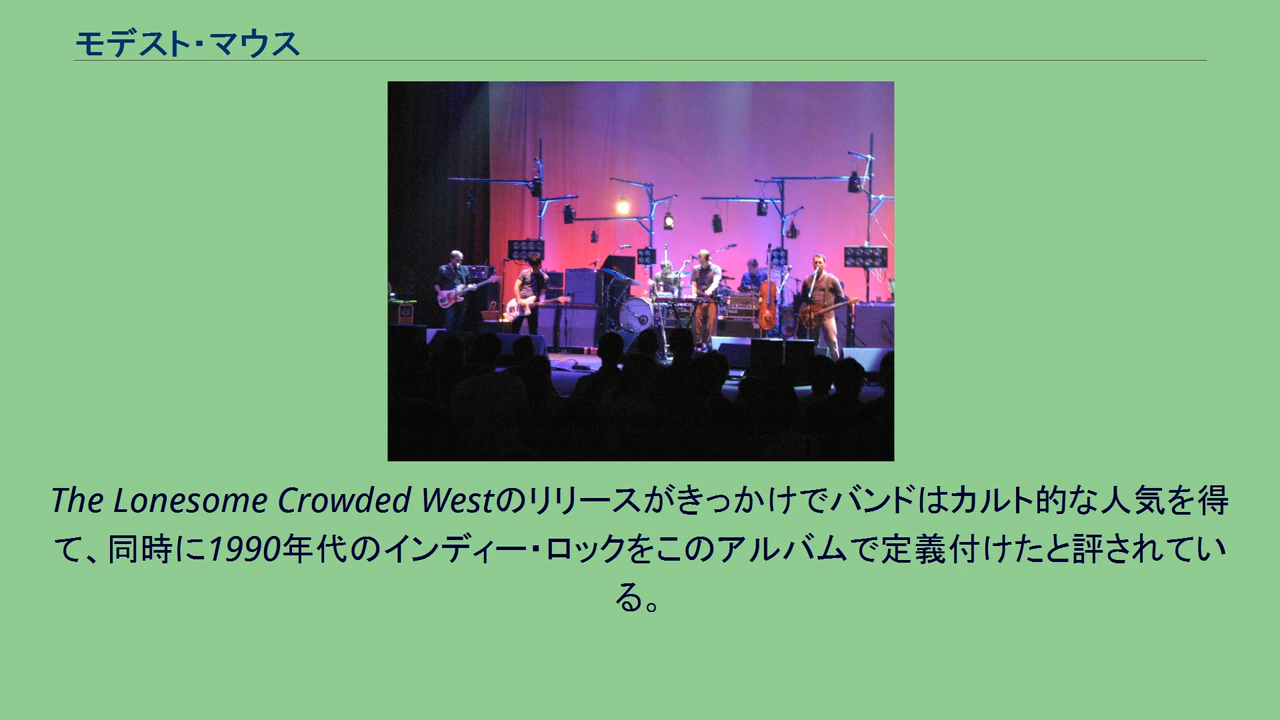 モデスト・マウス
The Lonesome Crowded Westのリリースがきっかけでバンドはカルト的な人気を得
て、同時に1990年代のインディー・ロックをこのアルバムで定義付けたと評されてい
る。